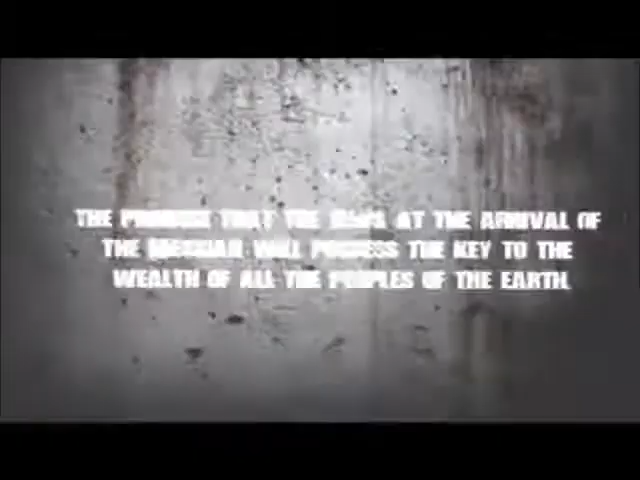 THE PROMISE THAT THE JEWS AT THE ARRIVAL OF
THE MESSIAH WILL POSSESS THE KEY TO THE
WEALTH OF ALL THE PEOPLES OF THE EARTH.